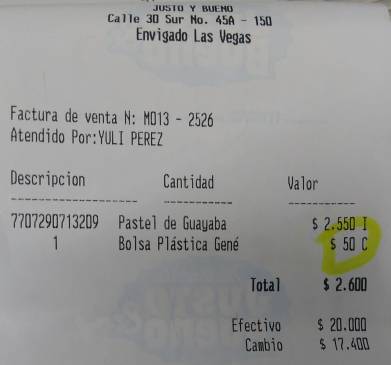 JUSTO Y BUENO
Calle 30 Sur No. 45A - 150
Envigado Las Vegas
Factura de venta N: M013 - 2526
Atendido Por:YULI PEREZ
Descripcion Cantidad Valor
7707290713209 Pastel de Guayaba $ 2.550 I
1 Bolsa Plástica Gené $ 50 C
Total $ 2.600
Efectivo $ 20.000
Cambio $ 17.400